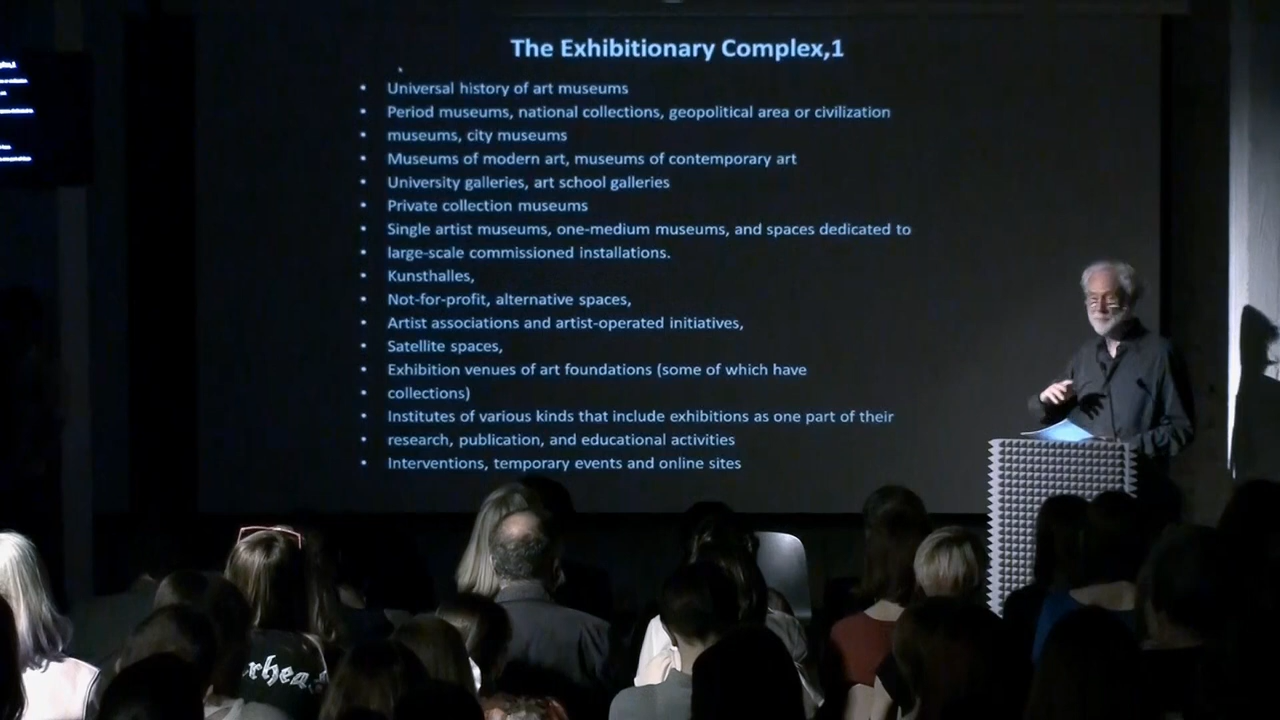 The Exhibitionary Complex,1
• Universal history of art museums
• Period museums, national collections, geopolitical area or civilization
• museums, city museums
• Museums of modern art, museums of contemporary art
• University galleries, art school galleries
• Private collection museums
• Single artist museums, one-medium museums, and spaces dedicated to
• large-scale commissioned installations.
• Kunsthalles,
• Not-for-profit, alternative spaces,
• Artist associations and artist-operated initiatives,
• Satellite spaces,
• Exhibition venues of art foundations (some of which have
• collections)
• Institutes of various kinds that include exhibitions as one part of their
• research, publication, and educational activities
• Interventions, temporary events and online sites